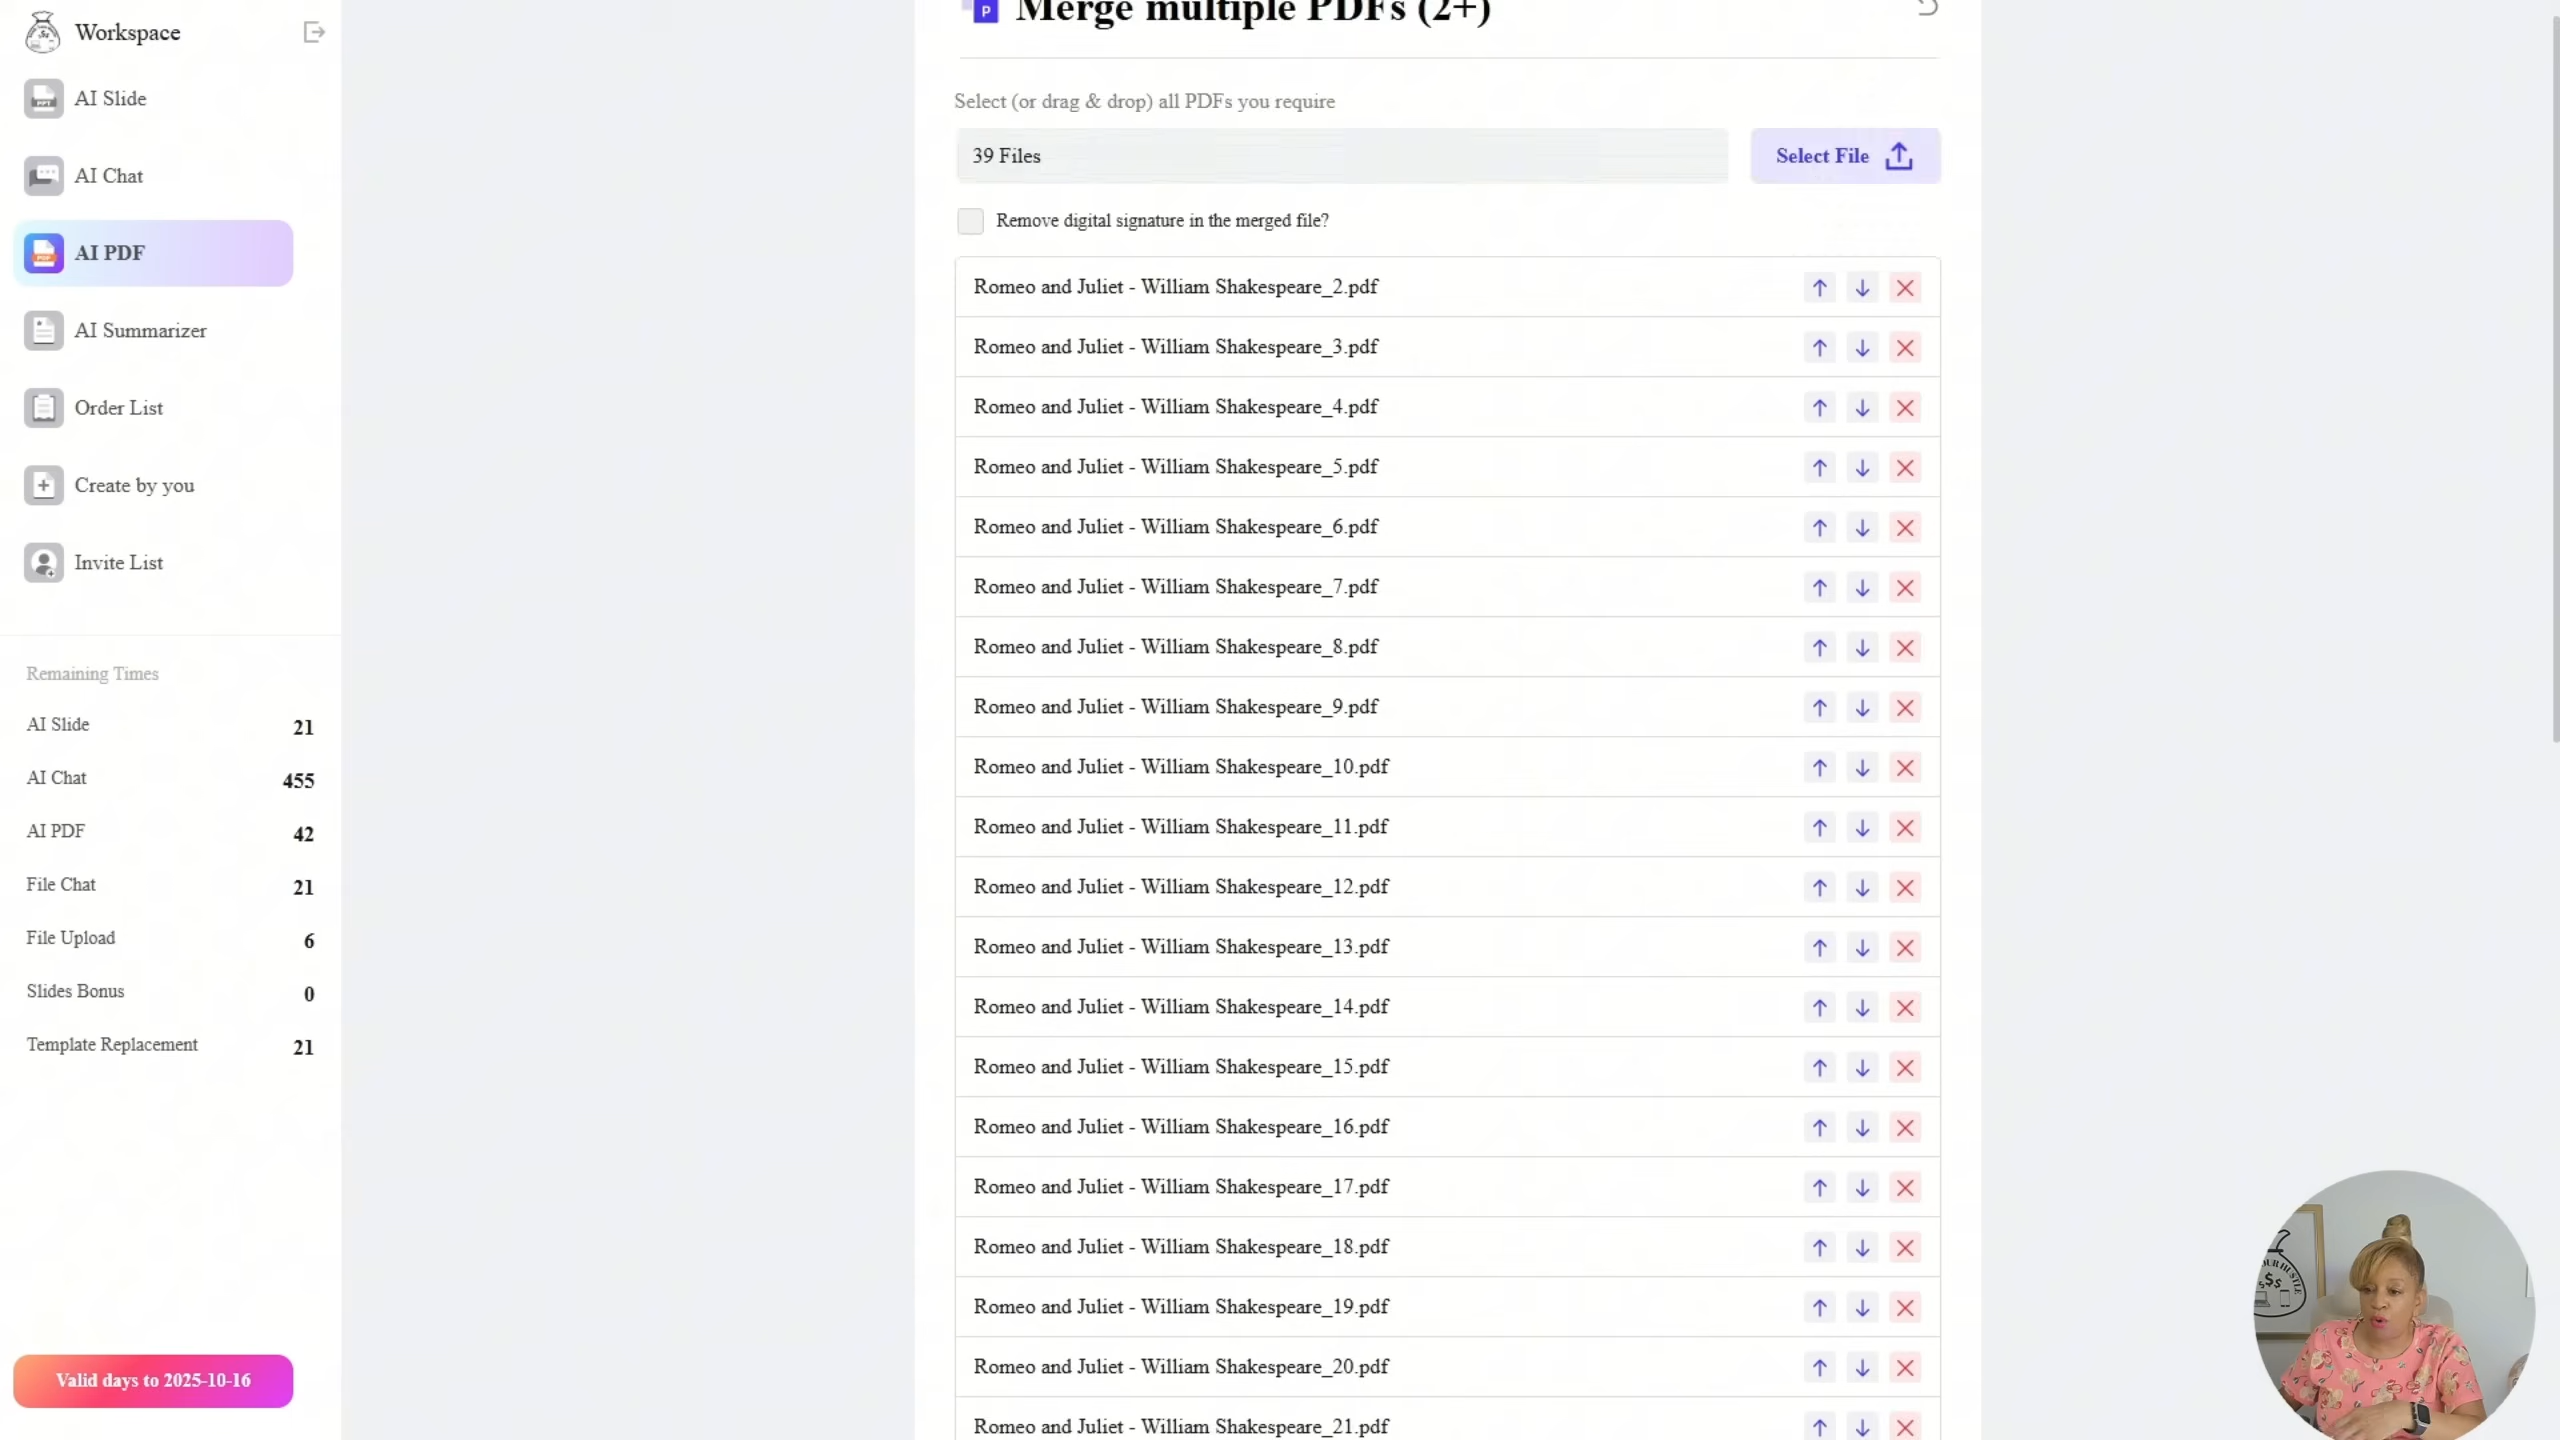 Workspace
AI Slide
AI Chat
AI PDF
AI Summarizer
Order List
Create by you
Invite List
Remaining Times
AI Slide 21
AI Chat 455
AI PDF 42
File Chat 21
File Upload 6
Slides Bonus 0
Template Replacement 21
Valid days to 2025-10-16
P Merge multiple PDFs (2+)
Select (or drag & drop) all PDFs you require
39 Files Select File
Remove digital signature in the merged file?
Romeo and Juliet - William Shakespeare_2.pdf
Romeo and Juliet - William Shakespeare_3.pdf
Romeo and Juliet - William Shakespeare_4.pdf
Romeo and Juliet - William Shakespeare_5.pdf
Romeo and Juliet - William Shakespeare_6.pdf
Romeo and Juliet - William Shakespeare_7.pdf
Romeo and Juliet - William Shakespeare_8.pdf
Romeo and Juliet - William Shakespeare_9.pdf
Romeo and Juliet - William Shakespeare_10.pdf
Romeo and Juliet - William Shakespeare_11.pdf
Romeo and Juliet - William Shakespeare_12.pdf
Romeo and Juliet - William Shakespeare_13.pdf
Romeo and Juliet - William Shakespeare_14.pdf
Romeo and Juliet - William Shakespeare_15.pdf
Romeo and Juliet - William Shakespeare_16.pdf
Romeo and Juliet - William Shakespeare_17.pdf
Romeo and Juliet - William Shakespeare_18.pdf
Romeo and Juliet - William Shakespeare_19.pdf
Romeo and Juliet - William Shakespeare_20.pdf
Romeo and Juliet - William Shakespeare_21.pdf